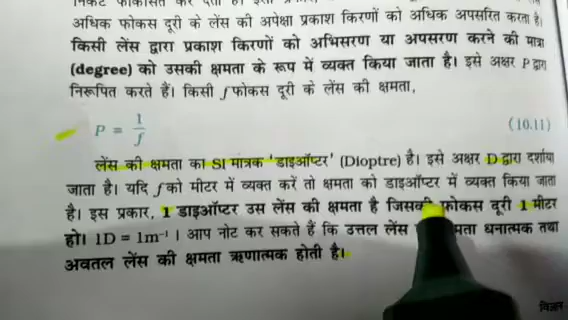 अधिक फोकस दूरी के लेंस की अपेक्षा प्रकाश किरणों को अधिक अपसरित करता है।
किसी लेंस द्वारा प्रकाश किरणों को अभिसरण या अपसरण करने की मात्रा
(degree) को उसकी क्षमता के रूप में व्यक्त किया जाता है। इसे अक्षर P द्वारा
निरूपित करते हैं। किसी f फोकस दूरी के लेंस की क्षमता,
P = 1/f (10.11)
लेंस की क्षमता का SI मात्रक 'डाइऑप्टर' (Dioptre) है। इसे अक्षर D द्वारा दर्शाया
जाता है। यदि f को मीटर में व्यक्त करें तो क्षमता को डाइऑप्टर में व्यक्त किया जाता
है। इस प्रकार, 1 डाइऑप्टर उस लेंस की क्षमता है जिसकी फोकस दूरी 1 मीटर
हो। 1D = 1m⁻¹ । आप नोट कर सकते हैं कि उत्तल लेंस धनात्मक तथा
अवतल लेंस की क्षमता ऋणात्मक होती है।